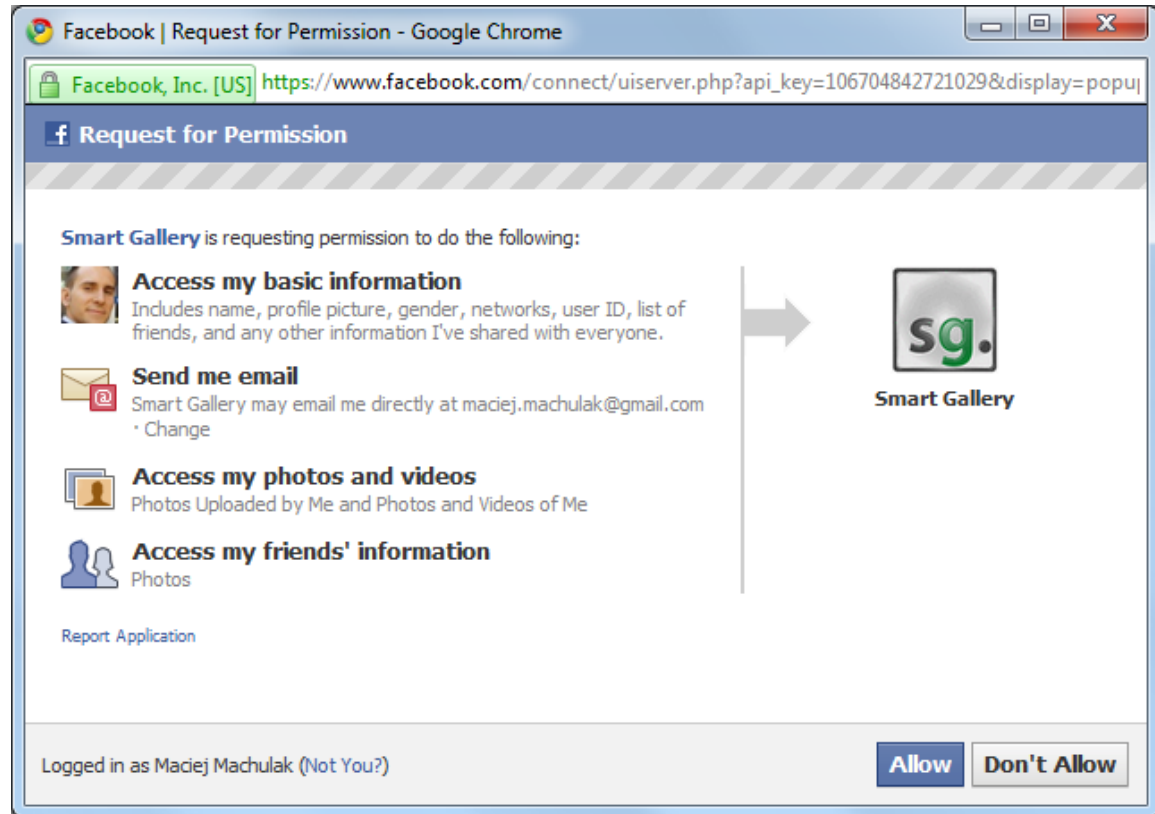 Facebook | Request for Permission - Google Chrome
Facebook, Inc. [US] https://www.facebook.com/connect/uiserver.php?api_key=106704842721029&display=popu
f Request for Permission
Smart Gallery is requesting permission to do the following:
Access my basic information
Includes name, profile picture, gender, networks, user ID, list of
friends, and any other information I've shared with everyone.
Send me email
Smart Gallery may email me directly at maciej.machulak@gmail.com
· Change
Access my photos and videos
Photos Uploaded by Me and Photos and Videos of Me
Access my friends' information
Photos
Report Application
sg.
Smart Gallery
Logged in as Maciej Machulak (Not You?)
Allow
Don't Allow